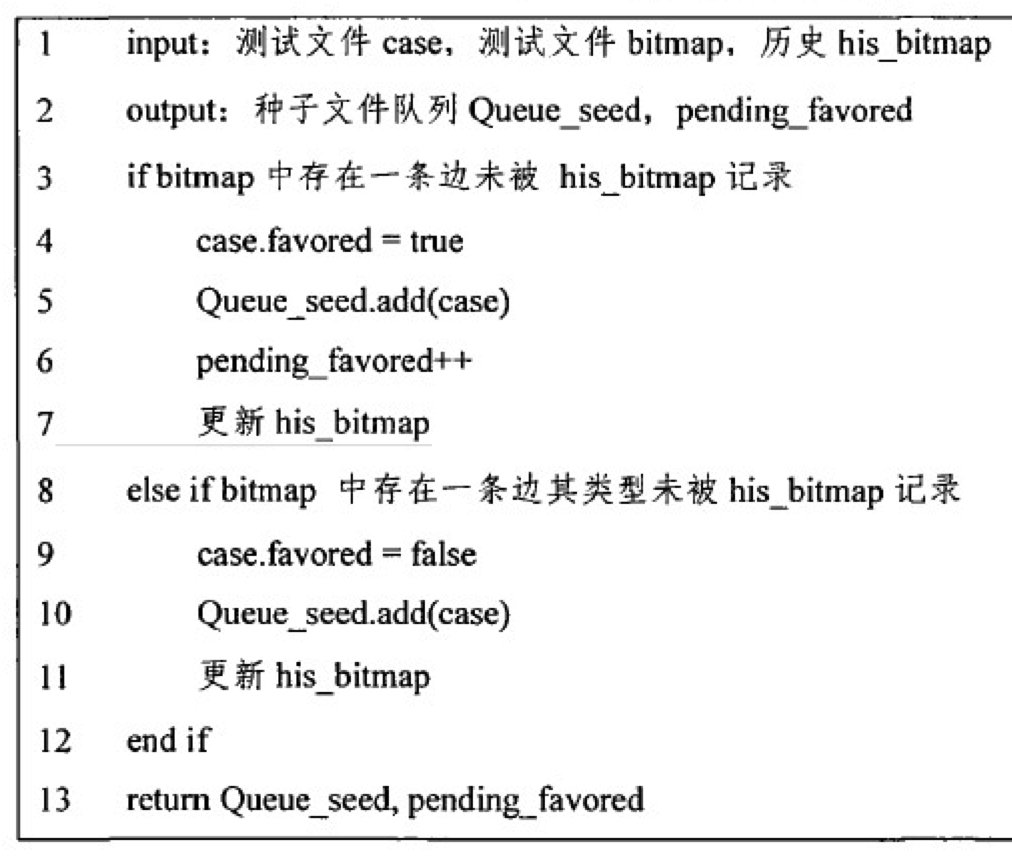 1 input：测试文件 case，测试文件 bitmap，历史 his_bitmap
2 output：种子文件队列 Queue_seed，pending_favored
3 if bitmap 中存在一条边未被 his_bitmap 记录
4 case.favored = true
5 Queue_seed.add(case)
6 pending_favored++
7 更新 his_bitmap
8 else if bitmap 中存在一条边其类型未被 his_bitmap 记录
9 case.favored = false
10 Queue_seed.add(case)
11 更新 his_bitmap
12 end if
13 return Queue_seed, pending_favored